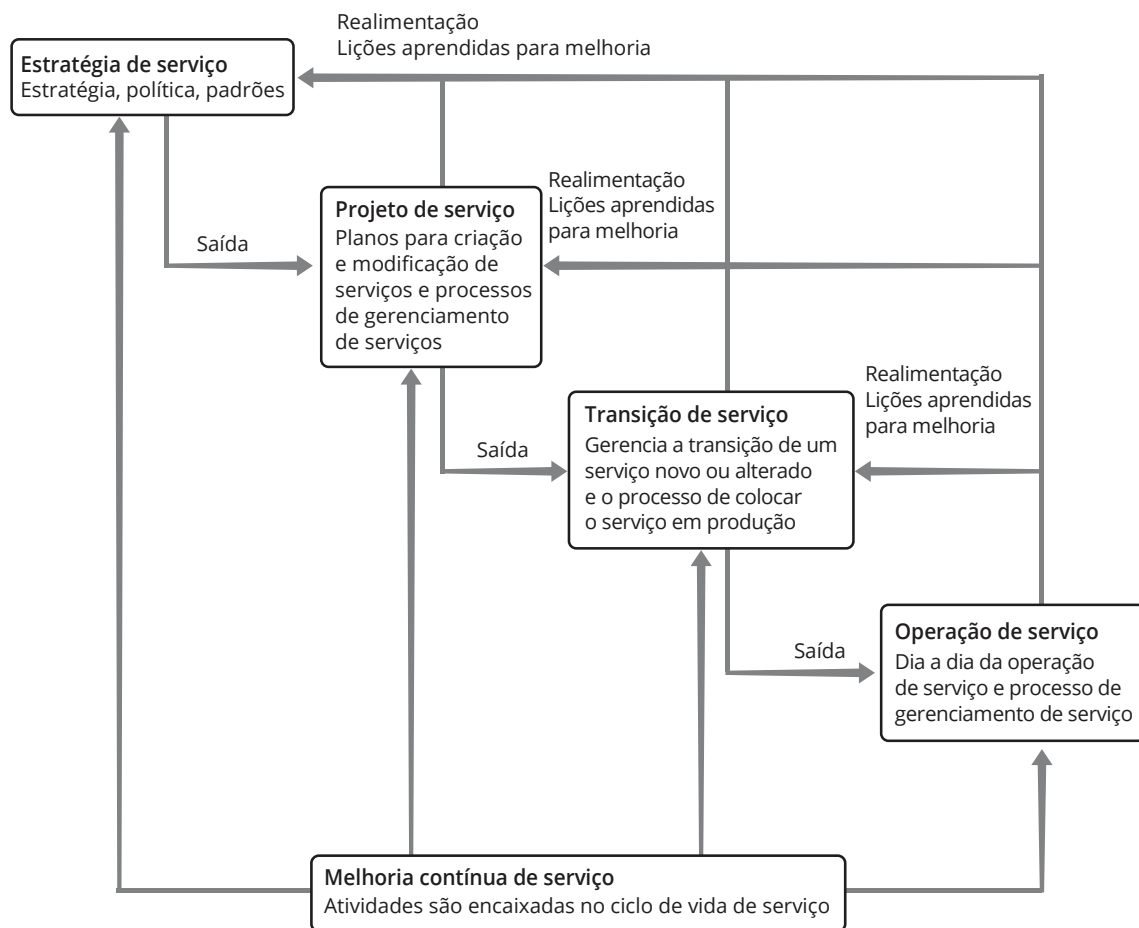 Realimentação
Lições aprendidas para melhoria
Estratégia de serviço
Estratégia, política, padrões
Saída
Projeto de serviço
Planos para criação
e modificação de
serviços e processos
de gerenciamento
de serviços
Realimentação
Lições aprendidas
para melhoria
Saída
Transição de serviço
Gerencia a transição de um
serviço novo ou alterado
e o processo de colocar
o serviço em produção
Realimentação
Lições aprendidas
para melhoria
Saída
Operação de serviço
Dia a dia da operação
de serviço e processo de
gerenciamento de serviço
Melhoria contínua de serviço
Atividades são encaixadas no ciclo de vida de serviço